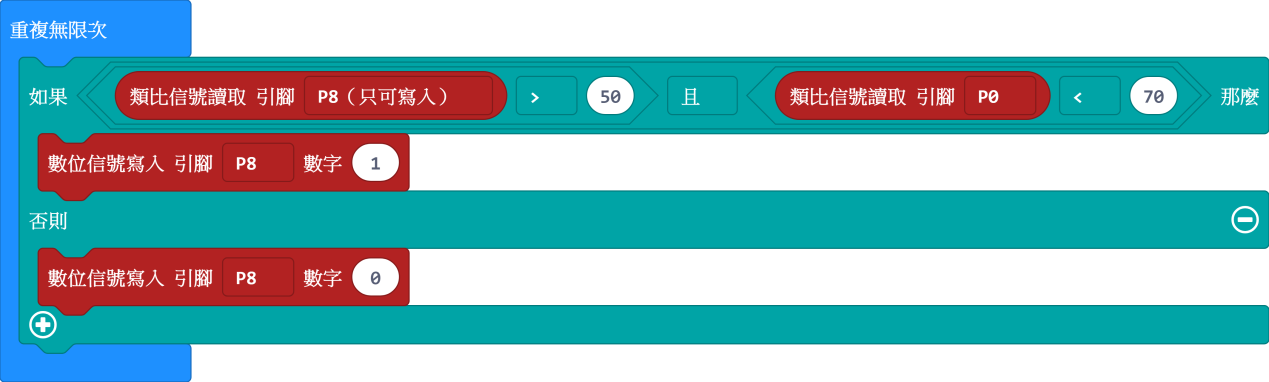 重複無限次
如果 類比信號讀取 引腳 P8（只可寫入） > 50 且 類比信號讀取 引腳 P0 < 70 那麼
數位信號寫入 引腳 P8 數字 1
否則
數位信號寫入 引腳 P8 數字 0